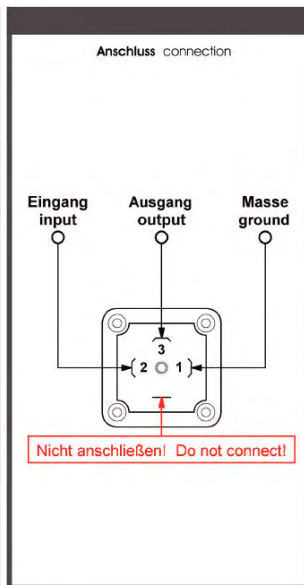 Anschluss connection
Eingang Ausgang Masse
input output ground
3
2 1
Nicht anschließen! Do not connect!